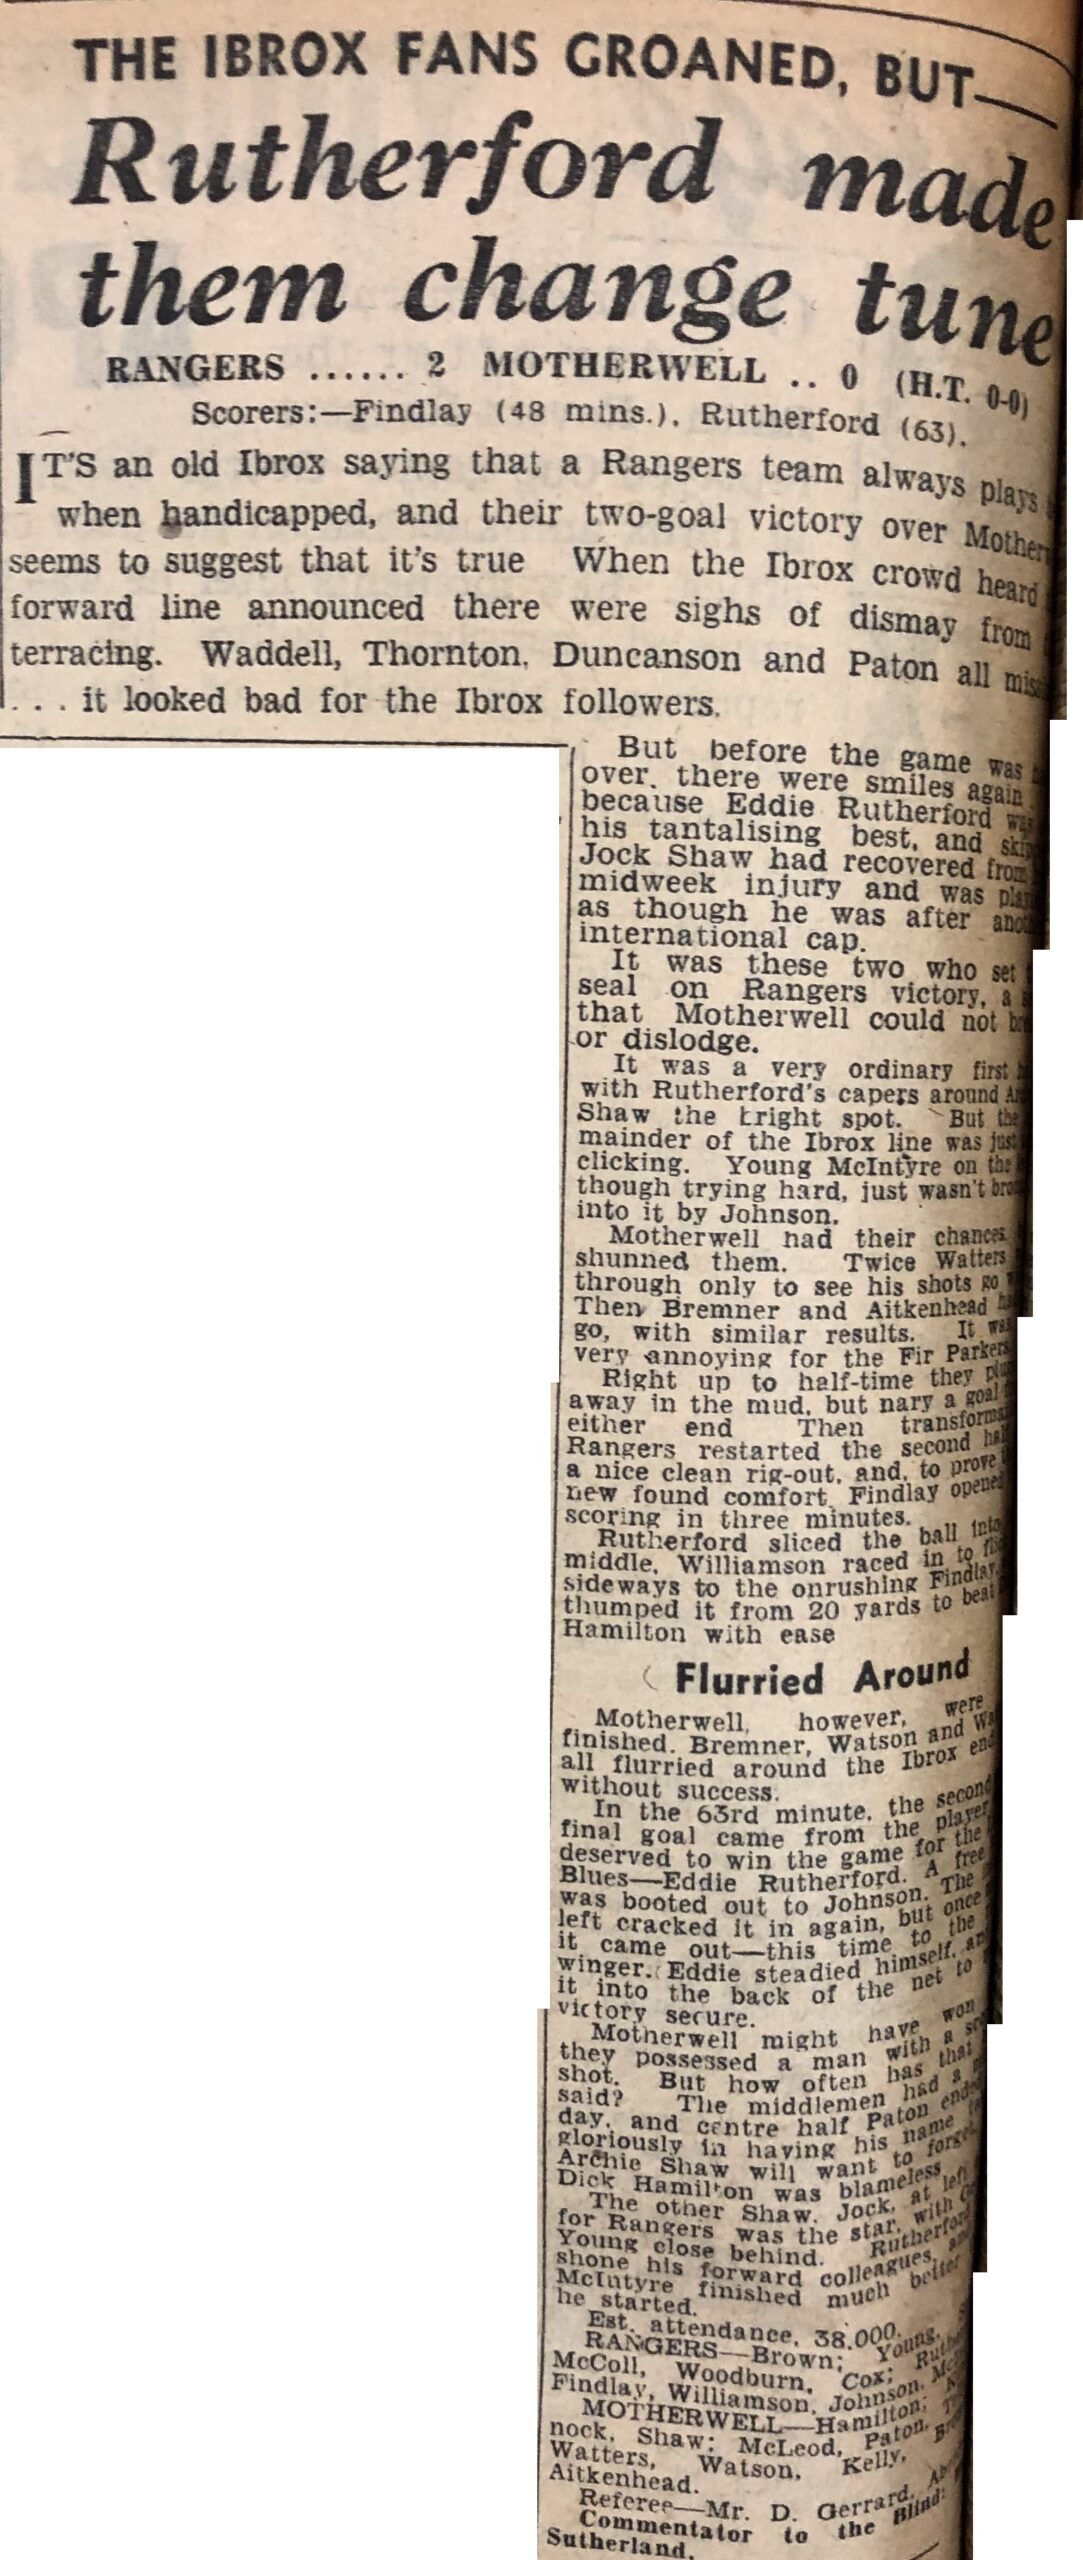 THE IBROX FANS GROANED, BUT—
Rutherford made
them change tune
RANGERS ...... 2 MOTHERWELL .. 0 (H.T. 0-0)
Scorers:—Findlay (48 mins.), Rutherford (63).
IT'S an old Ibrox saying that a Rangers team always plays
when handicapped, and their two-goal victory over
seems to suggest that it's true When the Ibrox crowd heard
forward line announced there were sighs of dismay from
terracing. Waddell, Thornton, Duncanson and Paton all
. . . it looked bad for the Ibrox followers.
But before the game was
over, there were smiles again
because Eddie Rutherford
his tantalising best, and
Jock Shaw had recovered from
midweek injury and was
as though he was after
international cap.
It was these two who set
seal on Rangers victory, a
that Motherwell could not
or dislodge.
It was a very ordinary first
with Rutherford's capers around
Shaw the bright spot. But the
mainder of the Ibrox line was just
clicking. Young McIntyre on the
though trying hard, just wasn't
into it by Johnson.
Motherwell had their chances
shunned them. Twice Watters
through only to see his shots go
Then Bremner and Aitkenhead
go, with similar results. It was
very annoying for the Fir Parkers
Right up to half-time they
away in the mud, but nary a goal
either end Then
Rangers restarted the second
a nice clean rig-out, and, to prove
new found comfort, Findlay opened
scoring in three minutes.
Rutherford sliced the ball into
middle, Williamson raced in to
sideways to the onrushing Findlay,
thumped it from 20 yards to beat
Hamilton with ease
Flurried Around
Motherwell, however, were
finished. Bremner, Watson and
all flurried around the Ibrox end
without success.
In the 63rd minute, the second
final goal came from the player
deserved to win the game for the
Blues—Eddie Rutherford. A free
was booted out to Johnson. The
left cracked it in again, but once
it came out—this time to the
winger. Eddie steadied himself,
it into the back of the net to
victory secure.
Motherwell might have won
they possessed a man with a
shot. But how often has that
said? The middlemen had a
day, and centre half Paton ended
gloriously in having his name
Archie Shaw will want to forget.
Dick Hamilton was blameless
The other Shaw, Jock, at left
for Rangers was the star, with
Young close behind. Rutherford
shone his forward colleagues,
McIntyre finished much better
he started.
Est. attendance, 38,000.
RANGERS—Brown; Young,
McColl, Woodburn, Cox;
Findlay, Williamson, Johnson,
MOTHERWELL—Hamilton;
nock, Shaw; McLeod, Paton,
Watters, Watson, Kelly,
Aitkenhead.
Referee—Mr. D. Gerrard,
Commentator to the Blind:
Sutherland.